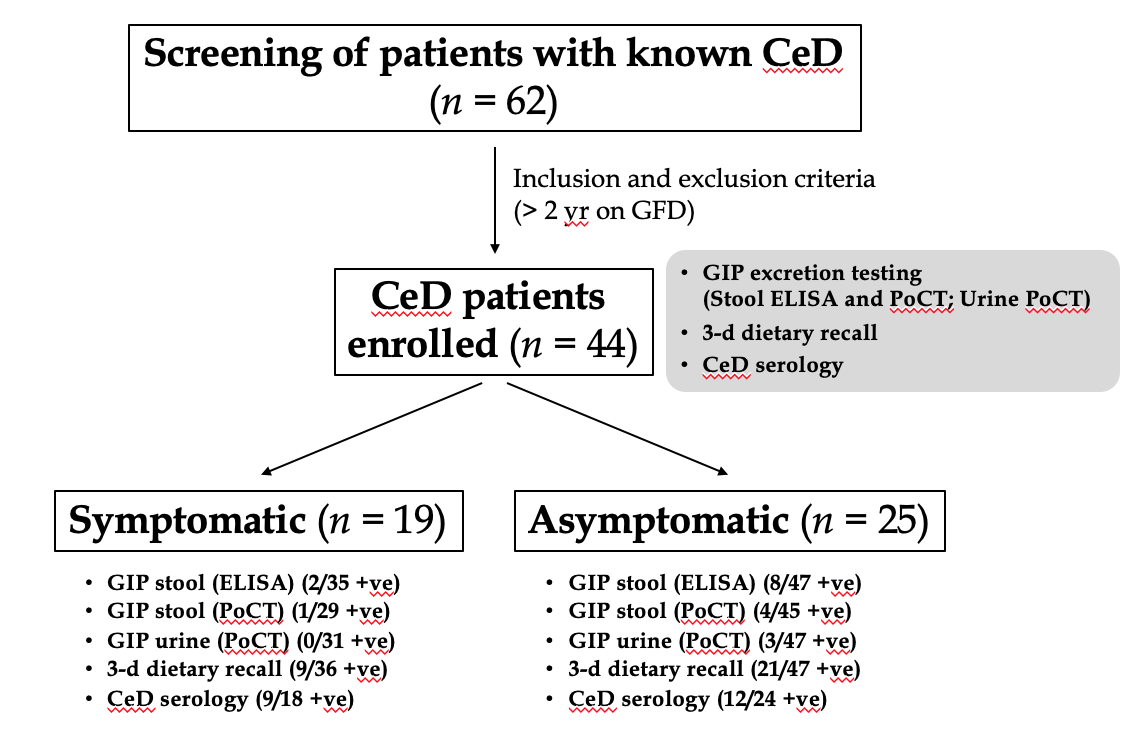 Screening of patients with known CeD
(n = 62)
Inclusion and exclusion criteria
(> 2 yr on GFD)
CeD patients
enrolled (n = 44)
• GIP excretion testing
(Stool ELISA and PoCT; Urine PoCT)
• 3-d dietary recall
• CeD serology
Symptomatic (n = 19)
• GIP stool (ELISA) (2/35 +ve)
• GIP stool (PoCT) (1/29 +ve)
• GIP urine (PoCT) (0/31 +ve)
• 3-d dietary recall (9/36 +ve)
• CeD serology (9/18 +ve)
Asymptomatic (n = 25)
• GIP stool (ELISA) (8/47 +ve)
• GIP stool (PoCT) (4/45 +ve)
• GIP urine (PoCT) (3/47 +ve)
• 3-d dietary recall (21/47 +ve)
• CeD serology (12/24 +ve)